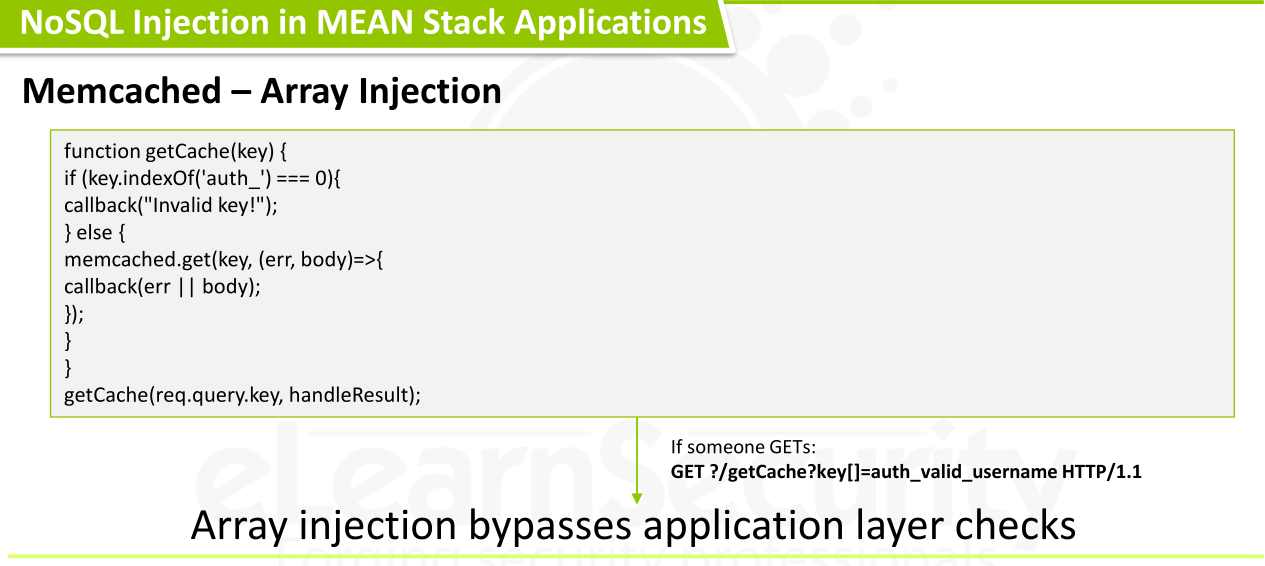 NoSQL Injection in MEAN Stack Applications
Memcached – Array Injection
function getCache(key) {
if (key.indexOf('auth_') === 0){
callback("Invalid key!");
} else {
memcached.get(key, (err, body)=>{
callback(err || body);
});
}
}
getCache(req.query.key, handleResult);
If someone GETs:
GET ?/getCache?key[]=auth_valid_username HTTP/1.1
eLearnSecurity
Array injection bypasses application layer checks
Forging security professionals